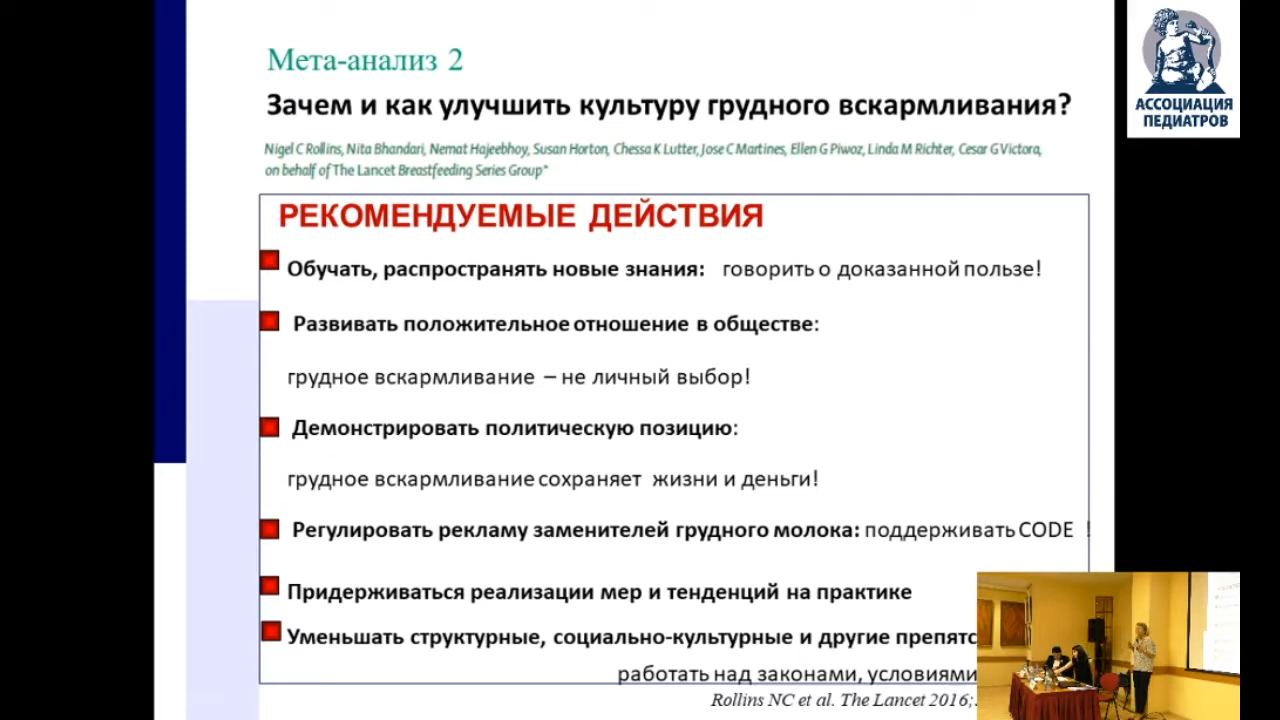 Мета-анализ 2
Зачем и как улучшить культуру грудного вскармливания?
Nigel C Rollins, Nita Bhandari, Nemat Hajeebhoy, Susan Horton, Chessa K Lutter, Jose C Martines, Ellen G Piwoz, Linda M Richter, Cesar G Victora,
on behalf of The Lancet Breastfeeding Series Group*
РЕКОМЕНДУЕМЫЕ ДЕЙСТВИЯ
Обучать, распространять новые знания: говорить о доказанной пользе!
Развивать положительное отношение в обществе:
грудное вскармливание – не личный выбор!
Демонстрировать политическую позицию:
грудное вскармливание сохраняет жизни и деньги!
Регулировать рекламу заменителей грудного молока: поддерживать CODE !
Придерживаться реализации мер и тенденций на практике
Уменьшать структурные, социально-культурные и другие
работать над законами, условиями
Rollins NC et al. The Lancet 2016;
АССОЦИАЦИЯ
ПЕДИАТРОВ